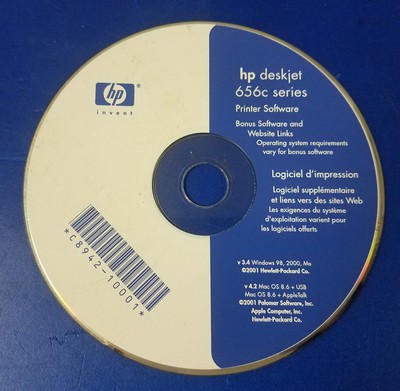 hp
invent
hp deskjet
656c series
Printer Software
Bonus Software and
Website Links
Operating system requirements
vary for bonus software
Logiciel d'impression
Logiciel supplémentaire
et liens vers des sites Web
Les exigences du système
d'exploitation varient pour
les logiciels offerts
v 3.4 Windows 98, 2000, Me
©2001 Hewlett-Packard Co.
v 4.2 Mac OS 8.6 + USB
Mac OS 8.6 + AppleTalk
©2001 Palomar Software, Inc.
Apple Computer, Inc.
Hewlett-Packard Co.
*C8942-10001*